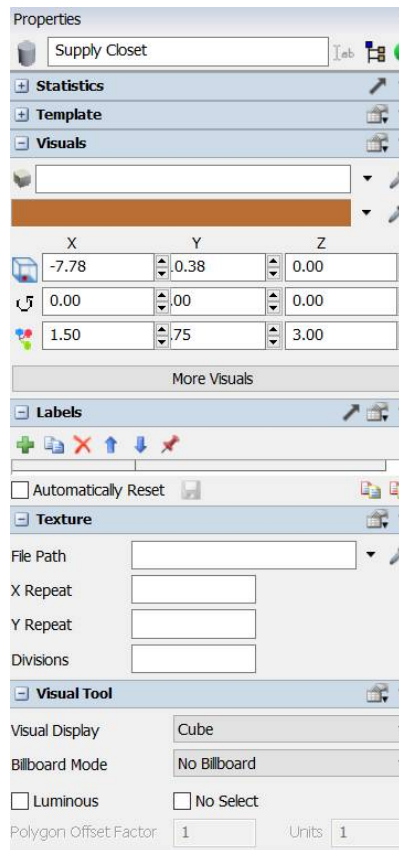 Properties
Supply Closet
Statistics
Template
Visuals
X Y Z
-7.78 .0.38 0.00
0.00 .00 0.00
1.50 .75 3.00
More Visuals
Labels
Automatically Reset
Texture
File Path
X Repeat
Y Repeat
Divisions
Visual Tool
Visual Display Cube
Billboard Mode No Billboard
Luminous No Select
Polygon Offset Factor 1 Units 1